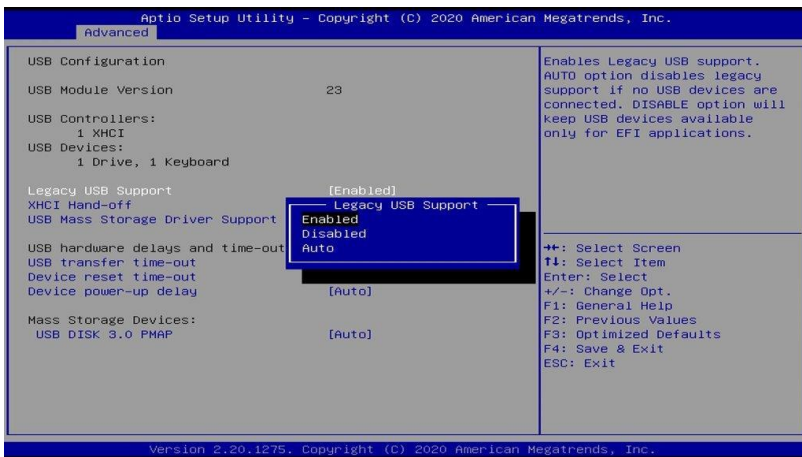 Aptio Setup Utility – Copyright (C) 2020 American Megatrends, Inc.
Advanced
USB Configuration
USB Module Version 23
USB Controllers:
1 XHCI
USB Devices:
1 Drive, 1 Keyboard
Legacy USB Support [Enabled]
XHCI Hand-off
USB Mass Storage Driver Support
USB hardware delays and time-out
USB transfer time-out
Device reset time-out
Device power-up delay [Auto]
Mass Storage Devices:
USB DISK 3.0 PMAP [Auto]
Legacy USB Support
Enabled
Disabled
Auto
Enables Legacy USB support.
AUTO option disables legacy
support if no USB devices are
connected. DISABLE option will
keep USB devices available
only for EFI applications.
→←: Select Screen
↑↓: Select Item
Enter: Select
+/-: Change Opt.
F1: General Help
F2: Previous Values
F3: Optimized Defaults
F4: Save & Exit
ESC: Exit
Version 2.20.1275. Copyright (C) 2020 American Megatrends, Inc.